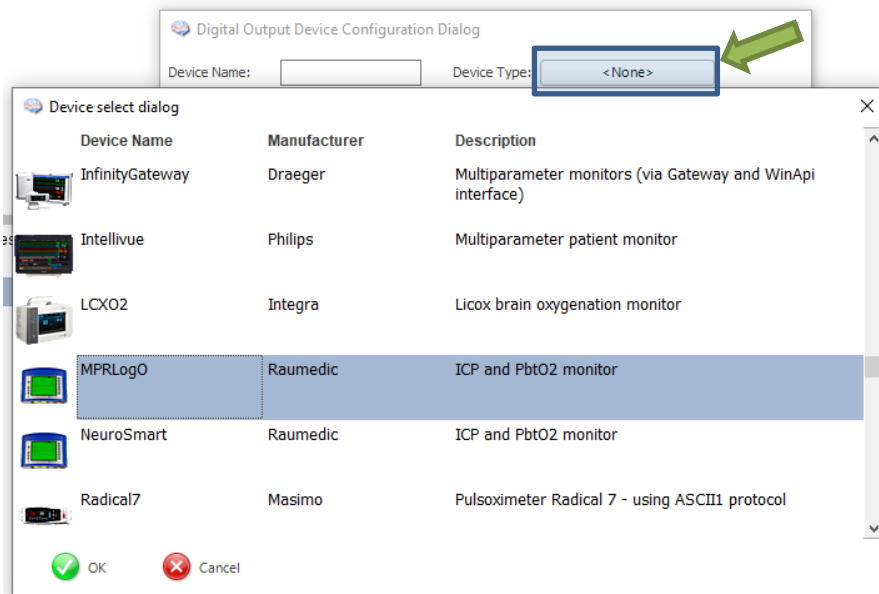 Digital Output Device Configuration Dialog
Device Name: Device Type: <None>
Device select dialog
Device Name Manufacturer Description
InfinityGateway Draeger Multiparameter monitors (via Gateway and WinApi
interface)
es
Intellivue Philips Multiparameter patient monitor
LCXO2 Integra Licox brain oxygenation monitor
MPRLogO Raumedic ICP and PbtO2 monitor
NeuroSmart Raumedic ICP and PbtO2 monitor
Radical7 Masimo Pulsoximeter Radical 7 - using ASCII1 protocol
OK Cancel